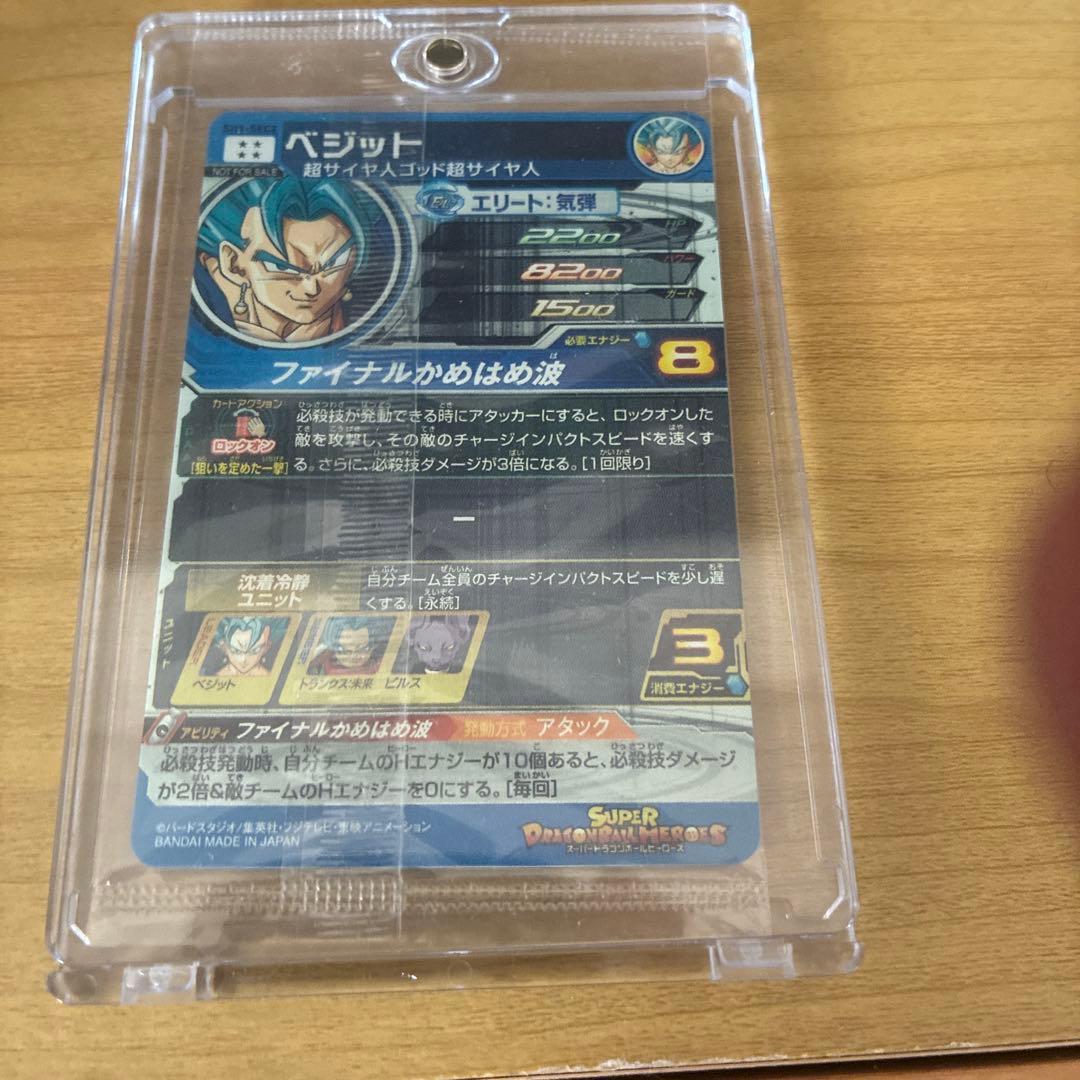 SH1-SEC2
ベジット
NOT FOR SALE
超サイヤ人ゴッド超サイヤ人
エリート:気弾
HP
2200
パワー
8200
ガード
1500
必要エナジー
8
ファイナルかめはめ波
カードアクション
ロックオン
[狙いを定めた一撃]
必殺技が発動できる時にアタッカーにすると、ロックオンした
敵を攻撃し、その敵のチャージインパクトスピードを速くす
る。さらに、必殺技ダメージが3倍になる。[1回限り]
ー
ユニット
沈着冷静
ユニット
自分チーム全員のチャージインパクトスピードを少し遅
くする。[永続]
ベジット
トランクス:未来
ビルス
3
消費エナジー
アビリティ ファイナルかめはめ波 発動方式 アタック
必殺技発動時、自分チームのHエナジーが10個あると、必殺技ダメージ
が2倍&敵チームのHエナジーを0にする。[毎回]
©バードスタジオ/集英社・フジテレビ・東映アニメーション
BANDAI MADE IN JAPAN
SUPER
DRAGONBALL HEROES
スーパードラゴンボールヒーローズ